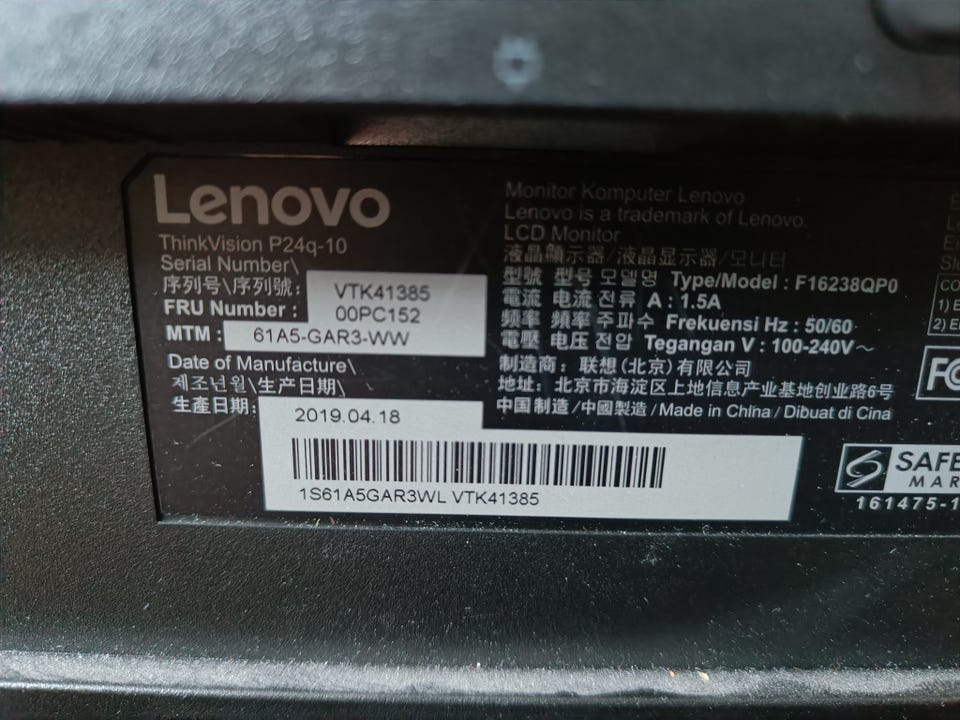 Lenovo
ThinkVision P24q-10
Serial Number\
序列号\序列號: VTK41385
FRU Number : 00PC152
MTM : 61A5-GAR3-WW
Date of Manufacture\
제조년월\生产日期\
生產日期: 2019.04.18
1S61A5GAR3WL VTK41385
Monitor Komputer Lenovo
Lenovo is a trademark of Lenovo.
LCD Monitor
液晶顯示器/液晶显示器/모니터
型號 型号 모델명 Type/Model : F16238QP0
電流 电流 전류 A : 1.5A
频率 頻率 주파수 Frekuensi Hz : 50/60
電壓 电压 전압 Tegangan V : 100-240V~
制造商: 联想(北京)有限公司
地址: 北京市海淀区上地信息产业基地创业路6号
中国制造/中國製造/Made in China/Dibuat di Cina
1) E
2) E
FC
SAFE
MAR
161475-1